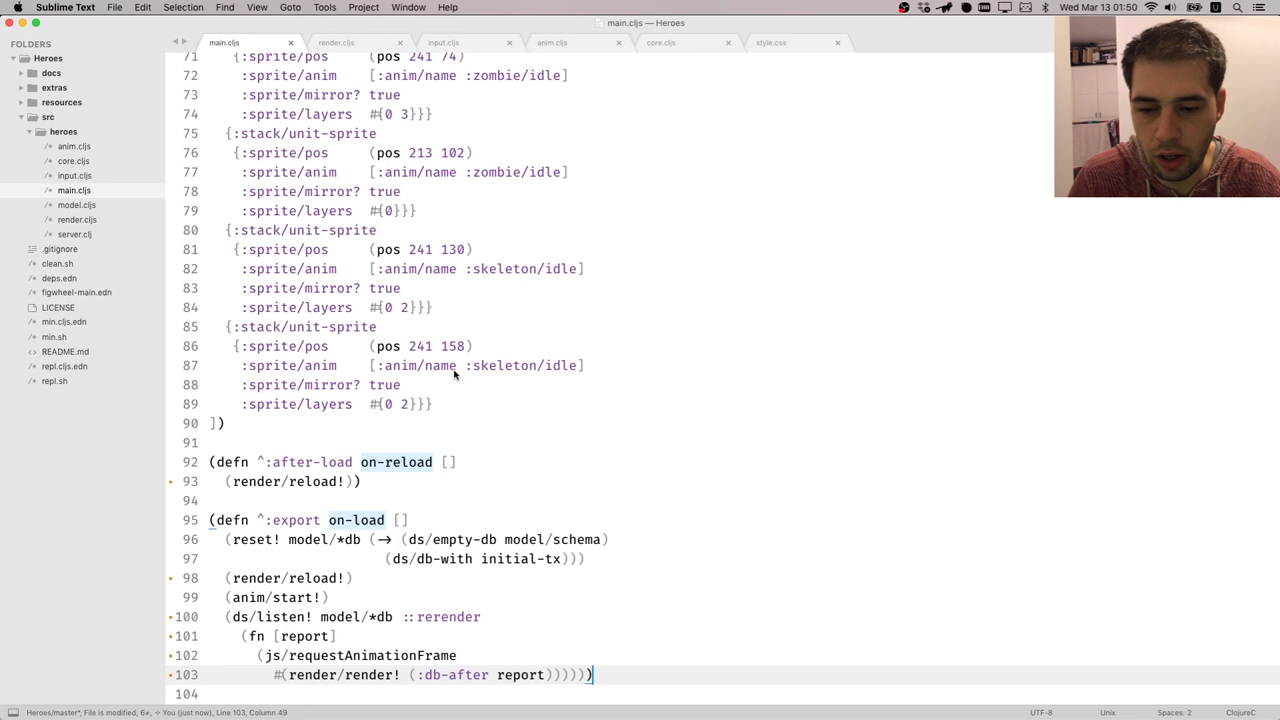 Sublime Text File Edit Selection Find View Goto Tools Project Window Help
Wed Mar 13 01:50
main.cljs — Heroes
FOLDERS
Heroes
docs
extras
resources
src
heroes
anim.cljs
core.cljs
input.cljs
main.cljs
model.cljs
render.cljs
server.clj
.gitignore
clean.sh
deps.edn
figwheel-main.edn
LICENSE
min.cljs.edn
min.sh
README.md
repl.cljs.edn
repl.sh
main.cljs render.cljs input.cljs anim.cljs core.cljs style.css
71 {:sprite/pos (pos 241 74)
72 :sprite/anim [:anim/name :zombie/idle]
73 :sprite/mirror? true
74 :sprite/layers #{0 3}}}
75 {:stack/unit-sprite
76 {:sprite/pos (pos 213 102)
77 :sprite/anim [:anim/name :zombie/idle]
78 :sprite/mirror? true
79 :sprite/layers #{0}}}
80 {:stack/unit-sprite
81 {:sprite/pos (pos 241 130)
82 :sprite/anim [:anim/name :skeleton/idle]
83 :sprite/mirror? true
84 :sprite/layers #{0 2}}}
85 {:stack/unit-sprite
86 {:sprite/pos (pos 241 158)
87 :sprite/anim [:anim/name :skeleton/idle]
88 :sprite/mirror? true
89 :sprite/layers #{0 2}}}
90 ])
91
92 (defn ^:after-load on-reload []
93 (render/reload!))
94
95 (defn ^:export on-load []
96 (reset! model/*db (-> (ds/empty-db model/schema)
97 (ds/db-with initial-tx)))
98 (render/reload!)
99 (anim/start!)
100 (ds/listen! model/*db ::rerender
101 (fn [report]
102 (js/requestAnimationFrame
103 #(render/render! (:db-after report))))))
104
Heroes/master*, File is modified, 6≠, You (just now), Line 103, Column 49
UTF-8 Unix Spaces: 2 ClojureC